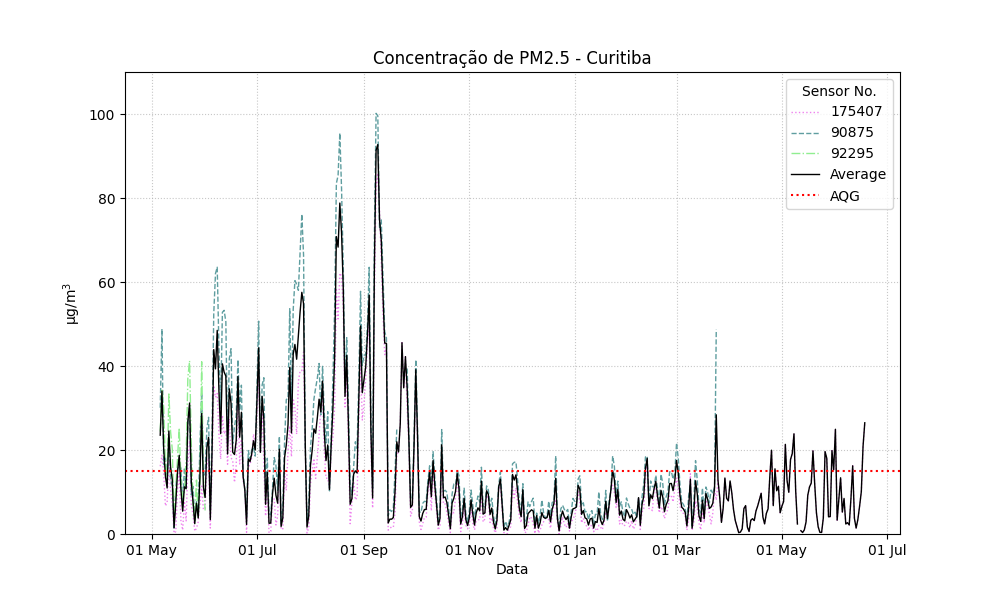 Concentração de PM2.5 - Curitiba
Sensor No.
175407
90875
92295
Average
AQG
100
80
60
40
20
0
µg/m³
01 May
01 Jul
01 Sep
01 Nov
01 Jan
01 Mar
01 May
01 Jul
Data